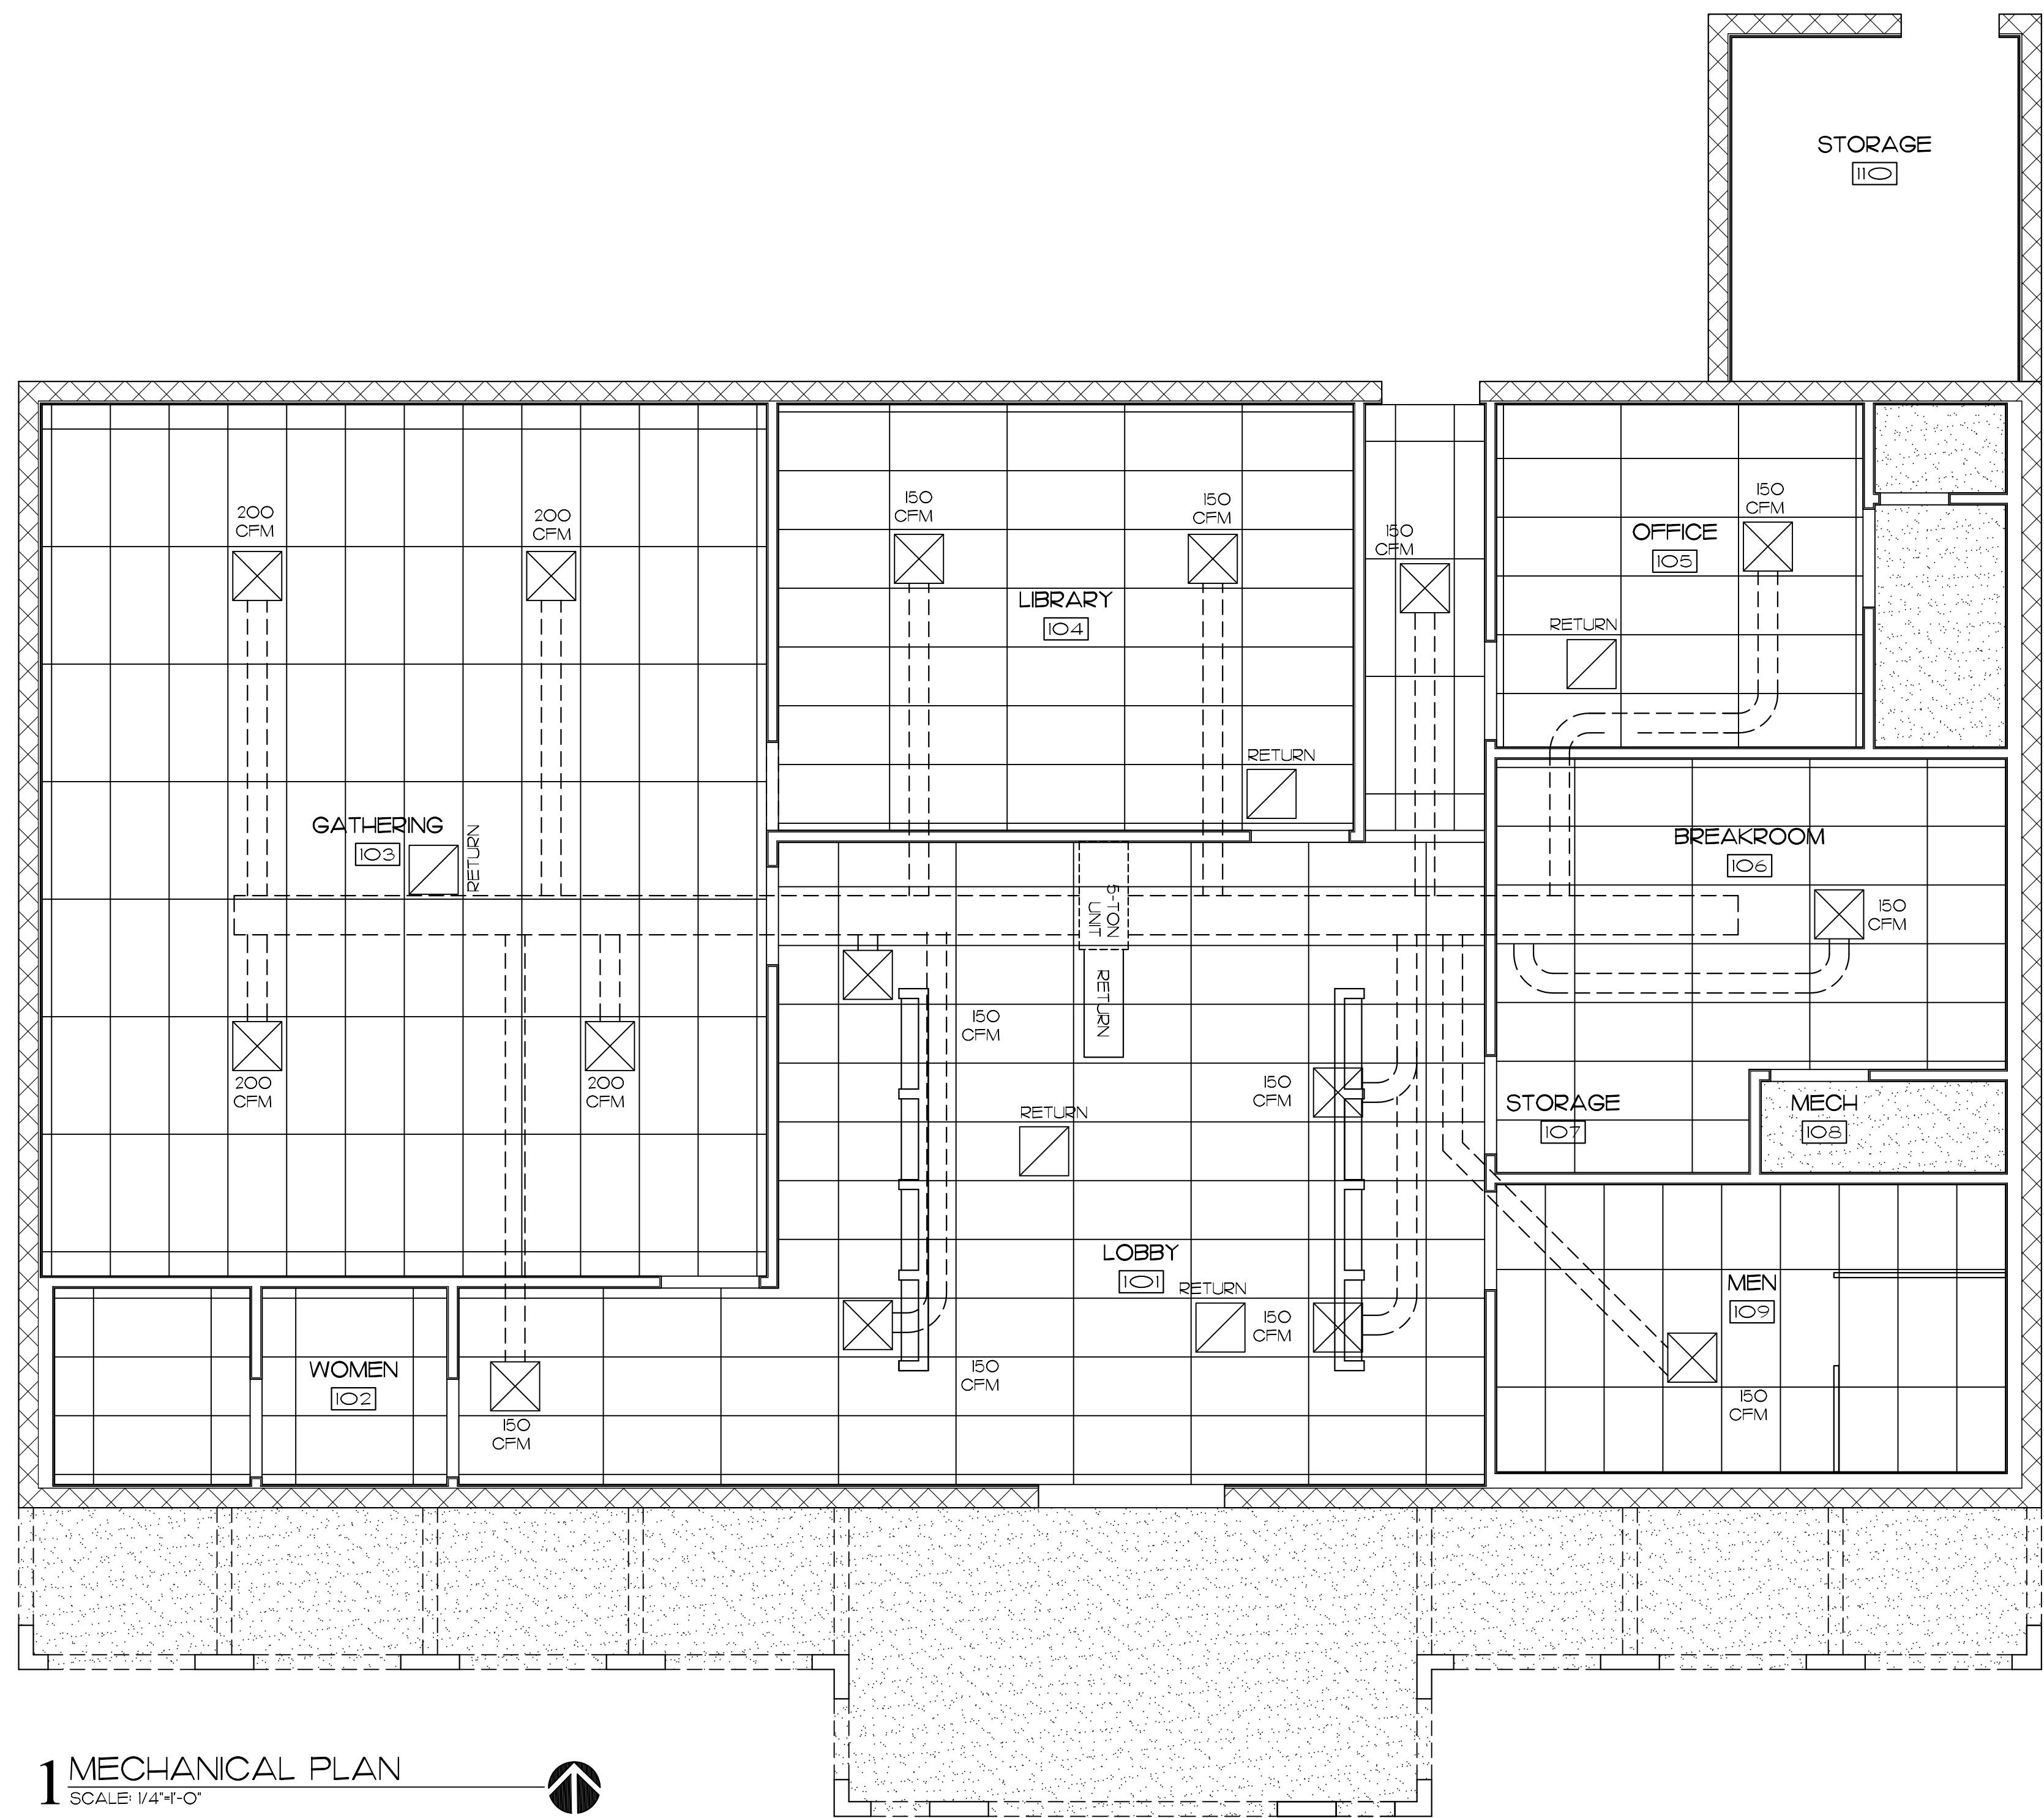 STORAGE
110
200
CFM
200
CFM
150
CFM
150
CFM
150
CFM
150
CFM
OFFICE
105
LIBRARY
104
RETURN
RETURN
GATHERING
103
RETURN
BREAKROOM
106
5-TON
UNIT
150
CFM
RETURN
150
CFM
200
CFM
200
CFM
150
CFM
RETURN
STORAGE
107
MECH
108
LOBBY
101
RETURN
150
CFM
MEN
109
WOMEN
102
150
CFM
150
CFM
150
CFM
1 MECHANICAL PLAN
SCALE: 1/4"=1'-0"